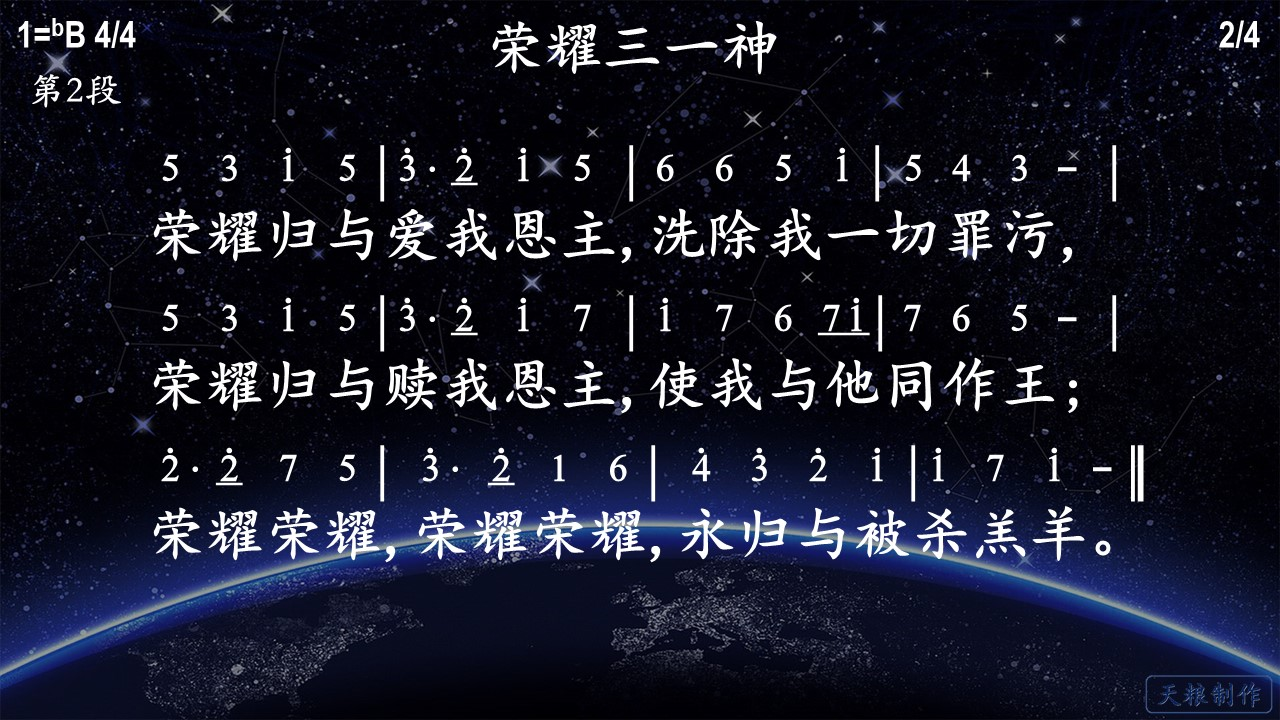 1=ᵇB 4/4
荣耀三一神
2/4
第2段
5 3 i̇ 5 | 3̇ · 2̇ i̇ 5 | 6 6 5 i̇ | 5 4 3 – |
荣耀归与爱我恩主,洗除我一切罪污,
5 3 i̇ 5 | 3̇ · 2̇ i̇ 7 | i̇ 7 6 7i̇ | 7 6 5 – |
荣耀归与赎我恩主,使我与他同作王;
2̇ · 2̇ 7 5 | 3̇ · 2̇ 1 6 | 4̇ 3̇ 2̇ i̇ | i̇ 7 i̇ – ‖
荣耀荣耀,荣耀荣耀,永归与被杀羔羊。
天粮制作